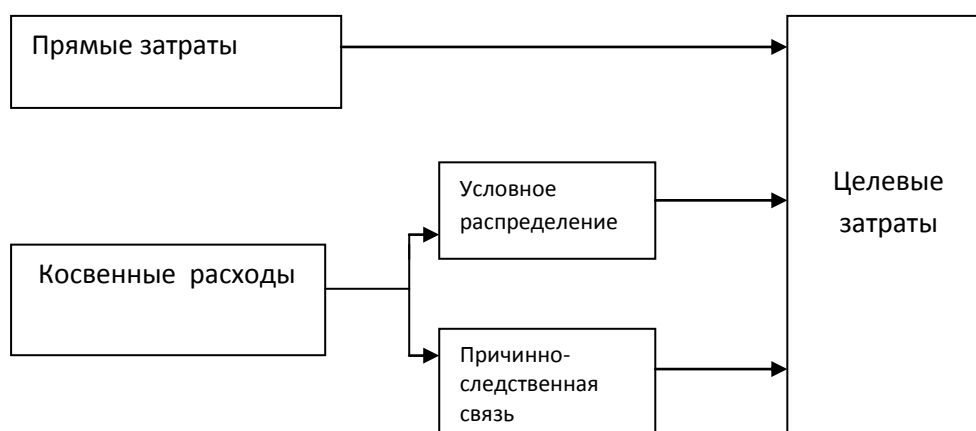 Прямые затраты
Условное
распределение
Целевые
затраты
Косвенные расходы
Причинно-
следственная
связь